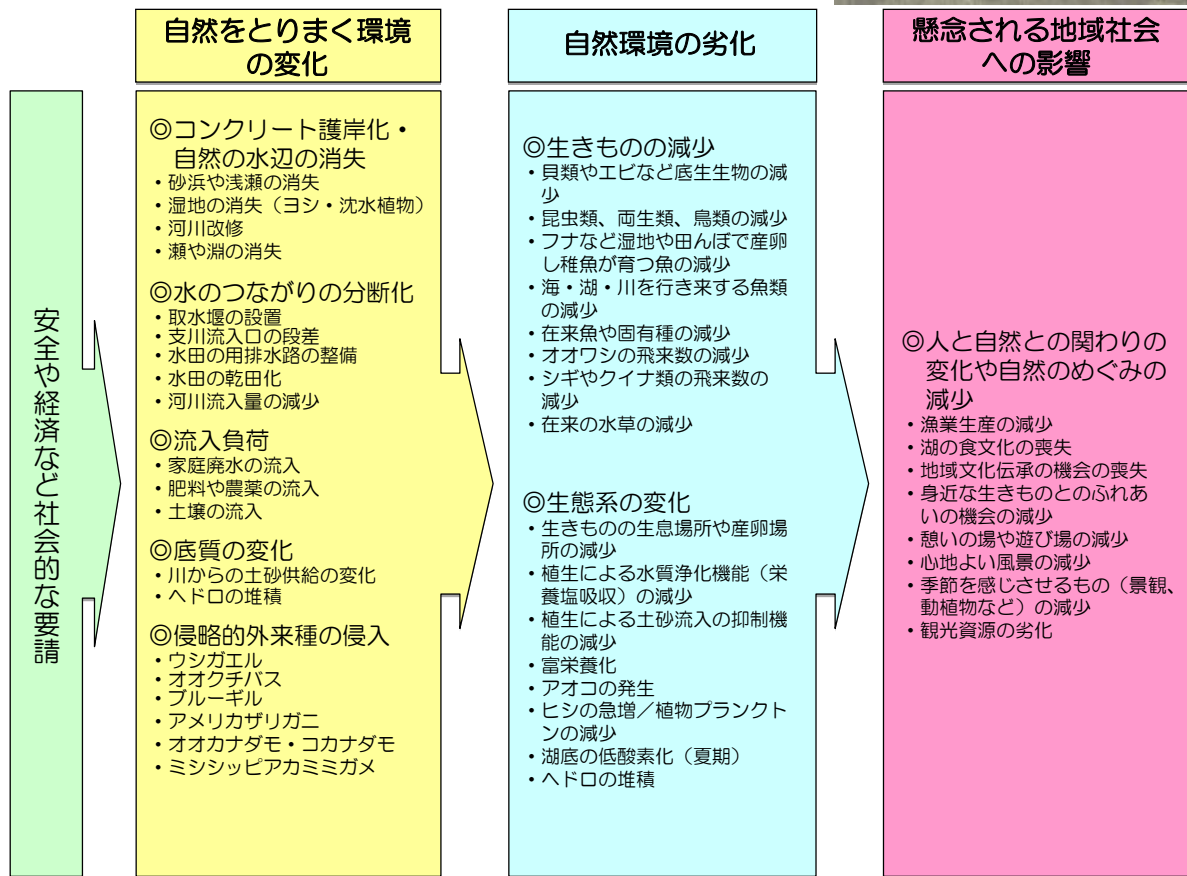 自然をとりまく環境
の変化
自然環境の劣化
懸念される地域社会
への影響
安全や経済など社会的な要請
◎コンクリート護岸化・
自然の水辺の消失
・砂浜や浅瀬の消失
・湿地の消失（ヨシ・沈水植物）
・河川改修
・瀬や淵の消失
◎水のつながりの分断化
・取水堰の設置
・支川流入口の段差
・水田の用排水路の整備
・水田の乾田化
・河川流入量の減少
◎流入負荷
・家庭廃水の流入
・肥料や農薬の流入
・土壌の流入
◎底質の変化
・川からの土砂供給の変化
・ヘドロの堆積
◎侵略的外来種の侵入
・ウシガエル
・オオクチバス
・ブルーギル
・アメリカザリガニ
・オオカナダモ・コカナダモ
・ミシシッピアカミミガメ
◎生きものの減少
・貝類やエビなど底生生物の減
少
・昆虫類、両生類、鳥類の減少
・フナなど湿地や田んぼで産卵
し稚魚が育つ魚の減少
・海・湖・川を行き来する魚類
の減少
・在来魚や固有種の減少
・オオワシの飛来数の減少
・シギやクイナ類の飛来数の
減少
・在来の水草の減少
◎生態系の変化
・生きものの生息場所や産卵場
所の減少
・植生による水質浄化機能（栄
養塩吸収）の減少
・植生による土砂流入の抑制機
能の減少
・富栄養化
・アオコの発生
・ヒシの急増／植物プランクト
ンの減少
・湖底の低酸素化（夏期）
・ヘドロの堆積
◎人と自然との関わりの
変化や自然のめぐみの
減少
・漁業生産の減少
・湖の食文化の喪失
・地域文化伝承の機会の喪失
・身近な生きものとのふれあ
いの機会の減少
・憩いの場や遊び場の減少
・心地よい風景の減少
・季節を感じさせるもの（景観、
動植物など）の減少
・観光資源の劣化